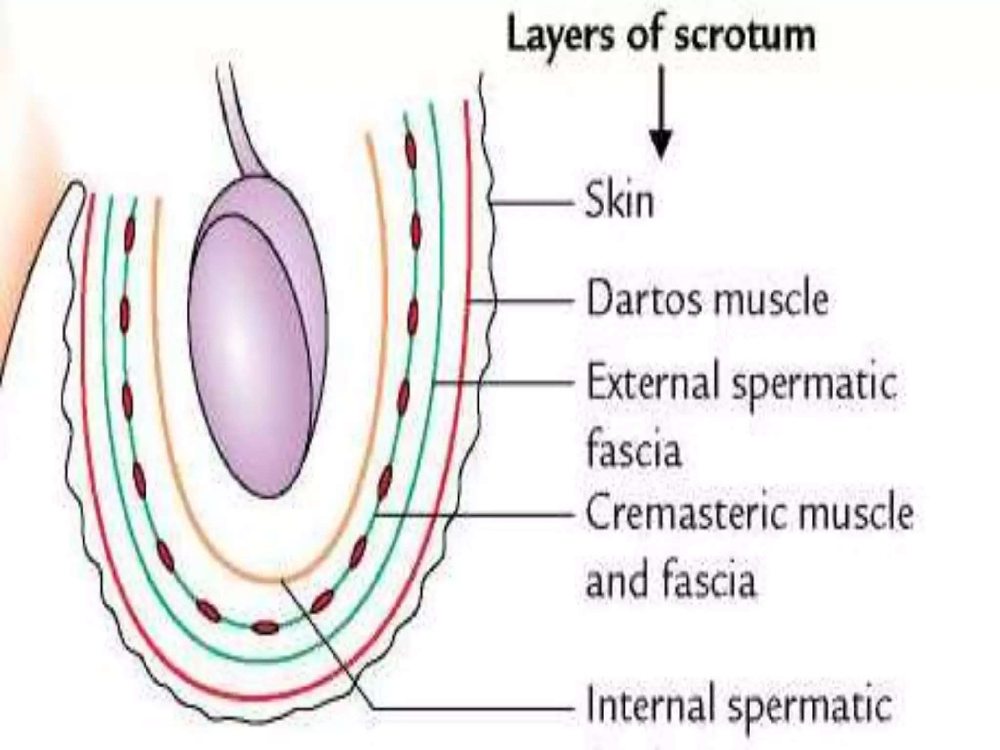 Layers of scrotum
Skin
Dartos muscle
External spermatic
fascia
Cremasteric muscle
and fascia
Internal spermatic